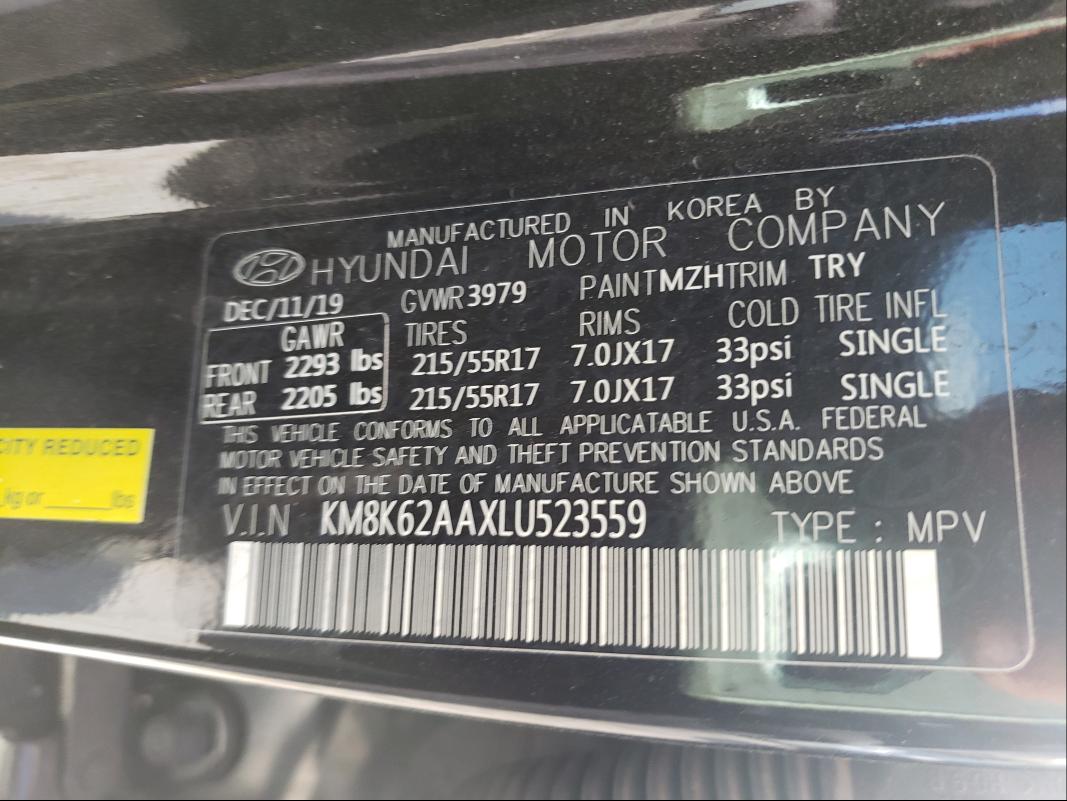 MANUFACTURED IN KOREA BY
HYUNDAI MOTOR COMPANY
DEC/11/19 GVWR 3979 PAINT MZH TRIM TRY
GAWR TIRES RIMS COLD TIRE INFL
FRONT 2293 lbs 215/55R17 7.0JX17 33psi SINGLE
REAR 2205 lbs 215/55R17 7.0JX17 33psi SINGLE
THIS VEHICLE CONFORMS TO ALL APPLICATABLE U.S.A. FEDERAL
MOTOR VEHICLE SAFETY AND THEFT PREVENTION STANDARDS
IN EFFECT ON THE DATE OF MANUFACTURE SHOWN ABOVE
V.I.N KM8K62AAXLU523559 TYPE : MPV
CITY REDUCED
kg or ______lbs